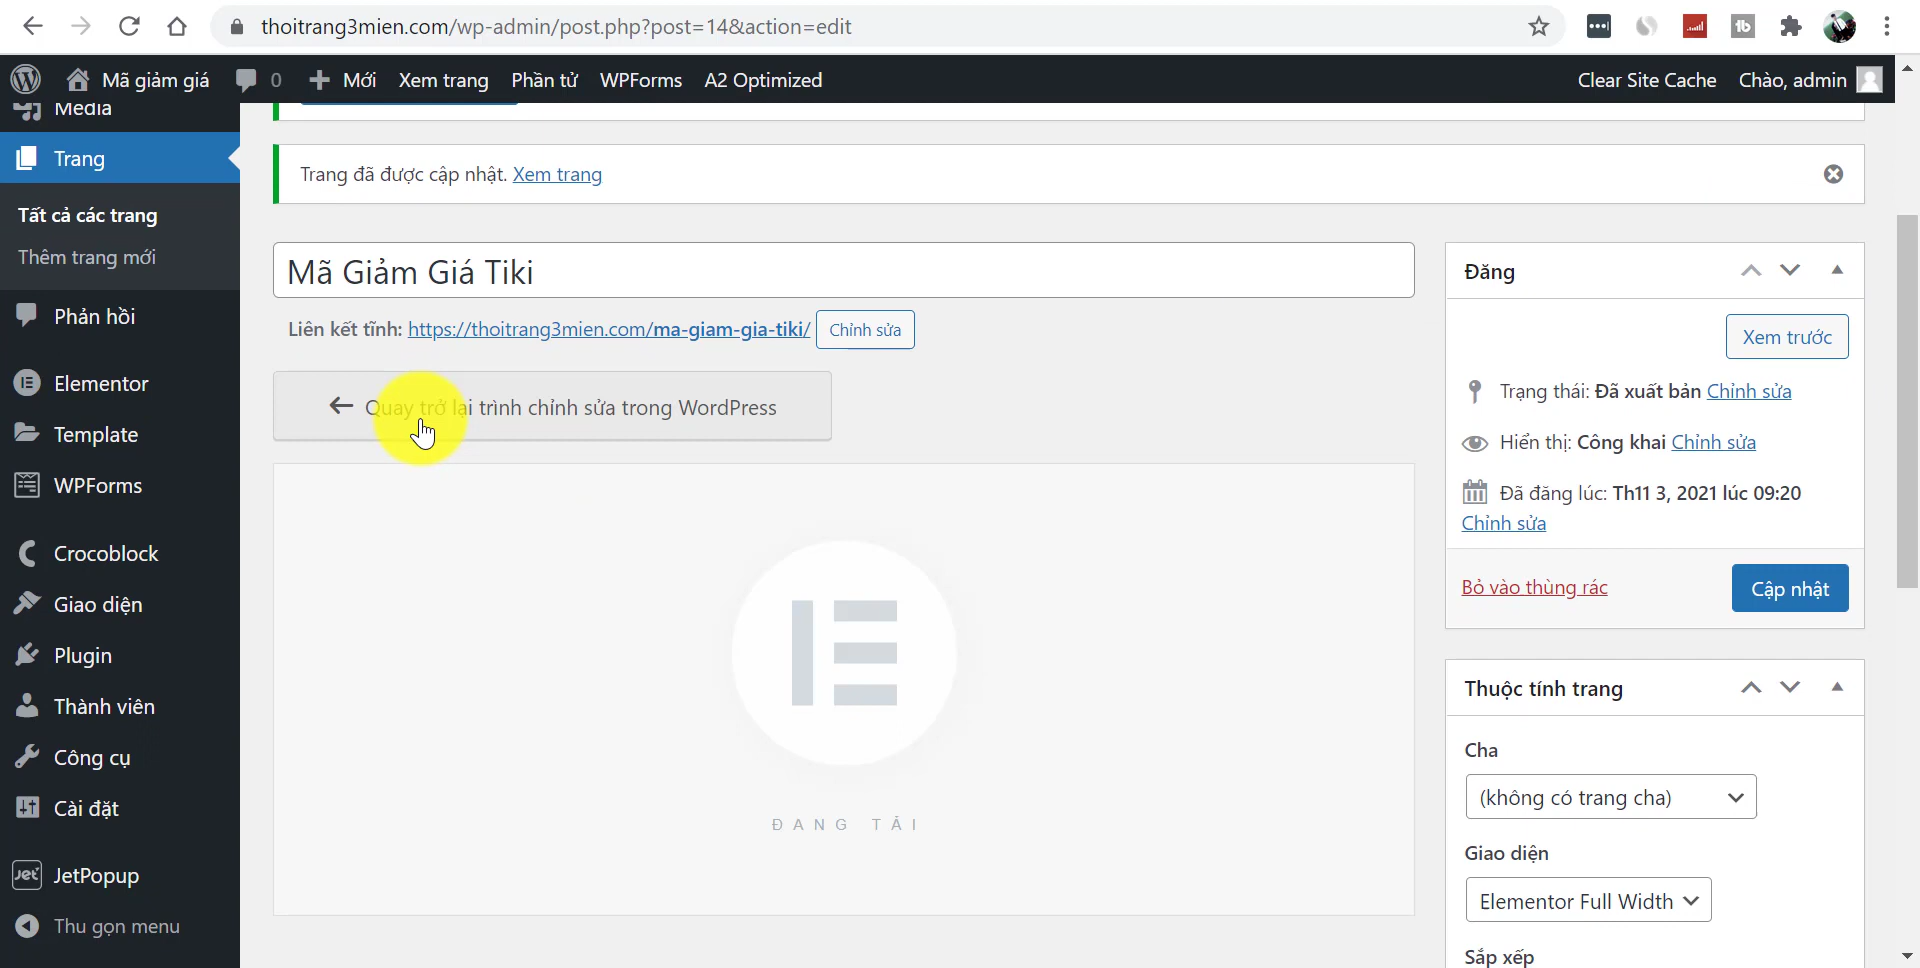 thoitrang3mien.com/wp-admin/post.php?post=14&action=edit
Mã giảm giá 0 Mới Xem trang Phần tử WPForms A2 Optimized Clear Site Cache Chào, admin
Media
Trang
Tất cả các trang
Thêm trang mới
Phản hồi
Elementor
Template
WPForms
Crocoblock
Giao diện
Plugin
Thành viên
Công cụ
Cài đặt
JetPopup
Thu gọn menu
Trang đã được cập nhật. Xem trang
Mã Giảm Giá Tiki
Liên kết tĩnh: https://thoitrang3mien.com/ma-giam-gia-tiki/ Chỉnh sửa
Quay trở lại trình chỉnh sửa trong WordPress
ĐANG TẢI
Đăng
Xem trước
Trạng thái: Đã xuất bản Chỉnh sửa
Hiển thị: Công khai Chỉnh sửa
Đã đăng lúc: Th11 3, 2021 lúc 09:20
Chỉnh sửa
Bỏ vào thùng rác
Cập nhật
Thuộc tính trang
Cha
(không có trang cha)
Giao diện
Elementor Full Width
Sắp xếp